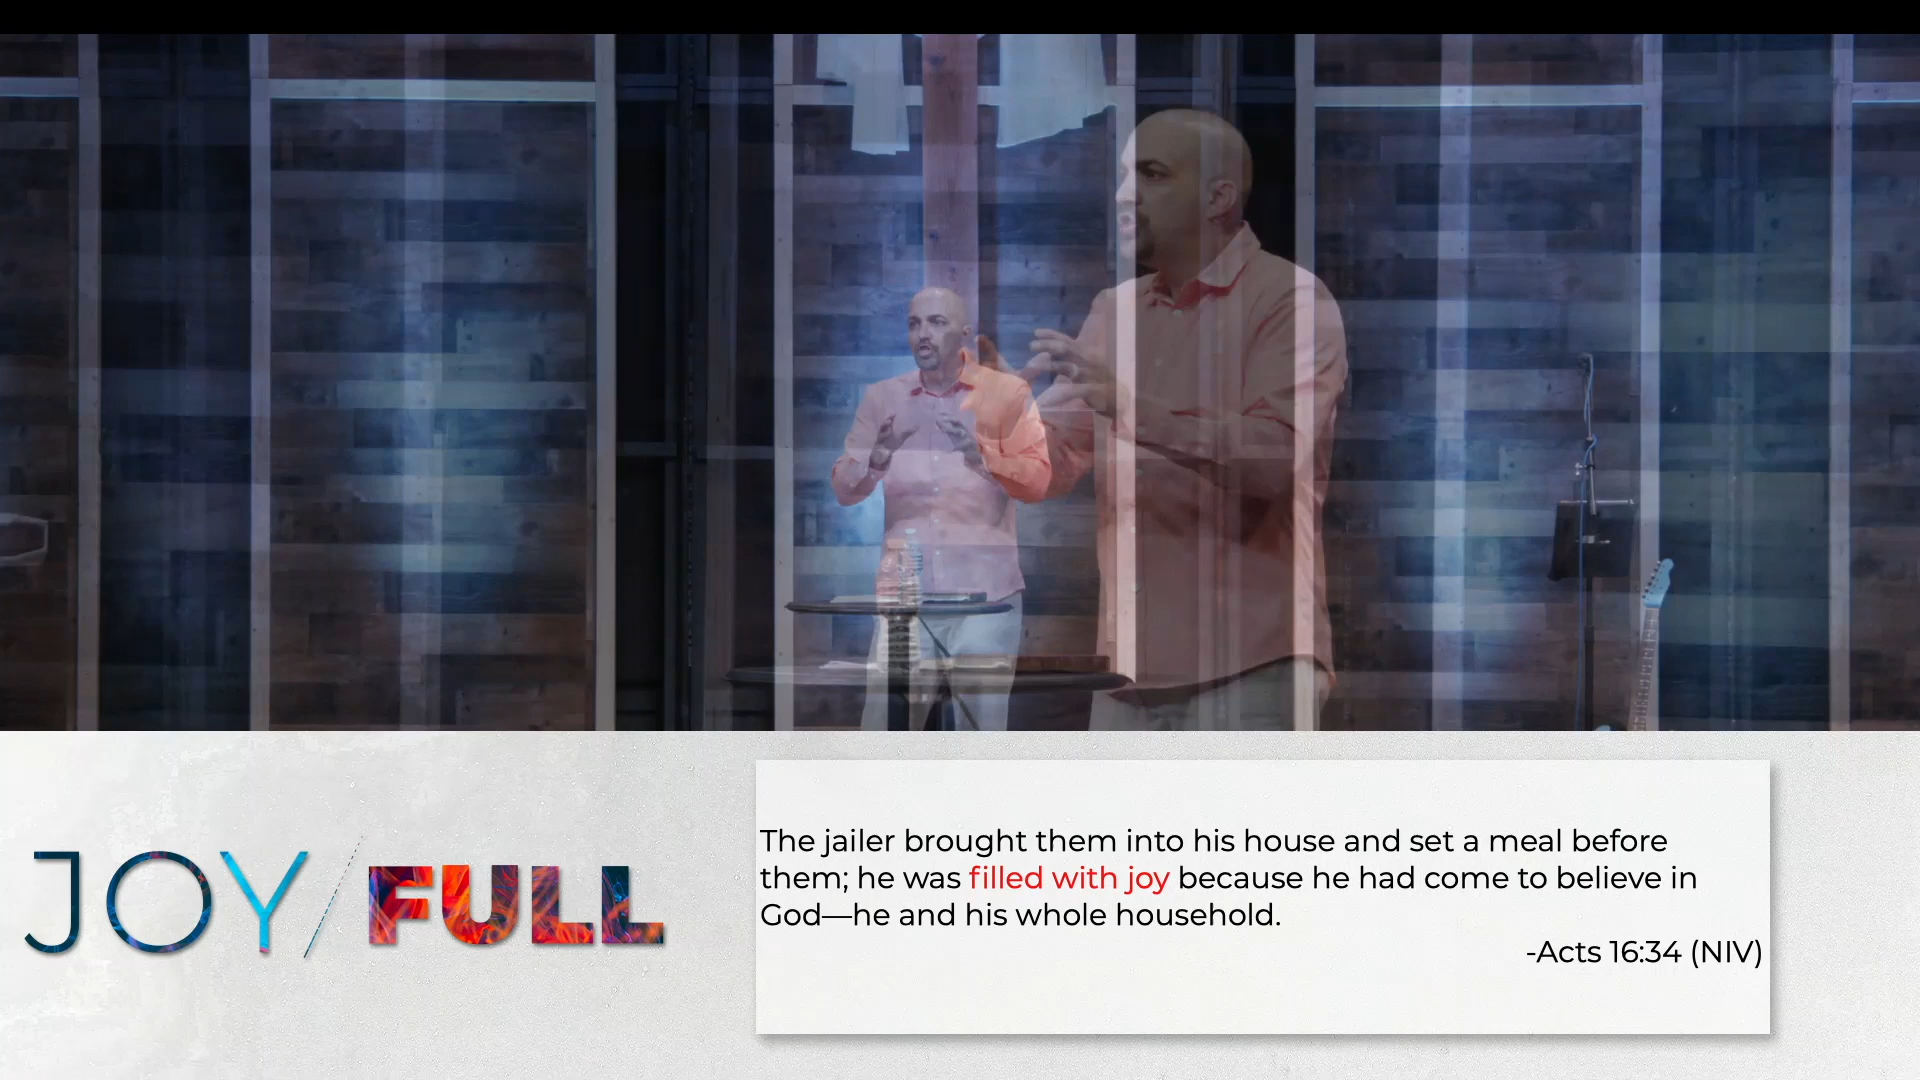 JOY/FULL
The jailer brought them into his house and set a meal before
them; he was filled with joy because he had come to believe in
God—he and his whole household.
-Acts 16:34 (NIV)